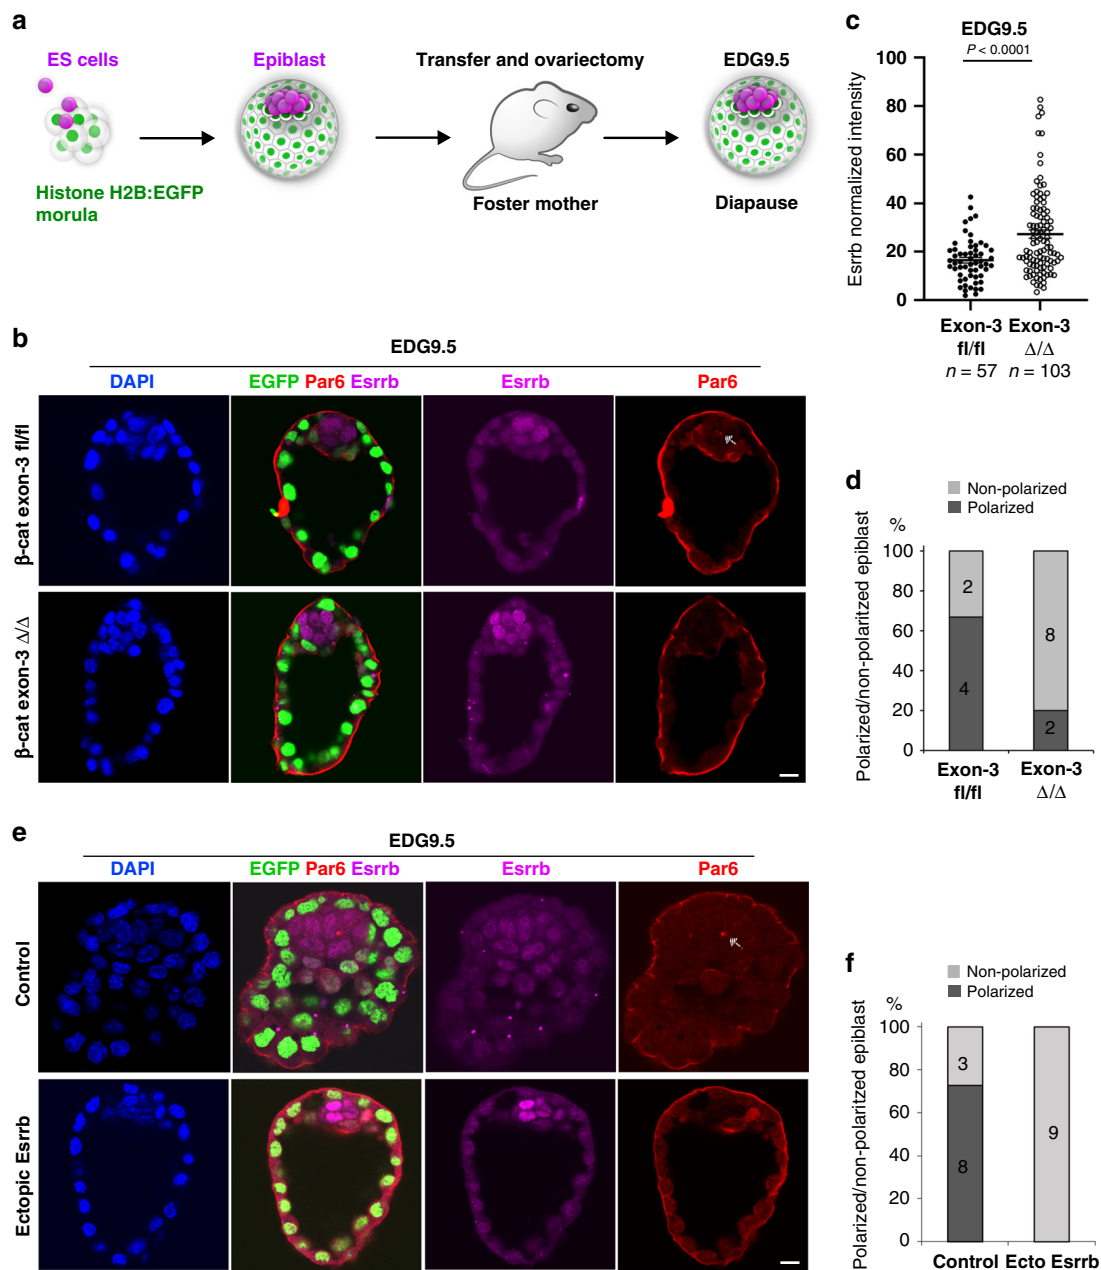 a
ES cells
Epiblast
Transfer and ovariectomy
EDG9.5
Histone H2B:EGFP
morula
Foster mother
Diapause
c
EDG9.5
P < 0.0001
Esrrb normalized intensity
100
80
60
40
20
0
Exon-3 Exon-3
fl/fl Δ/Δ
n = 57 n = 103
b
EDG9.5
DAPI EGFP Par6 Esrrb Esrrb Par6
β-cat exon-3 fl/fl
β-cat exon-3 Δ/Δ
d
Non-polarized
Polarized
%
Polarized/non-polaritzed epiblast
100
80
60
40
20
0
2
4
8
2
Exon-3 Exon-3
fl/fl Δ/Δ
e
EDG9.5
DAPI EGFP Par6 Esrrb Esrrb Par6
Control
Ectopic Esrrb
f
Non-polarized
Polarized
%
Polarized/non-polaritzed epiblast
100
80
60
40
20
0
3
8
9
Control Ecto Esrrb